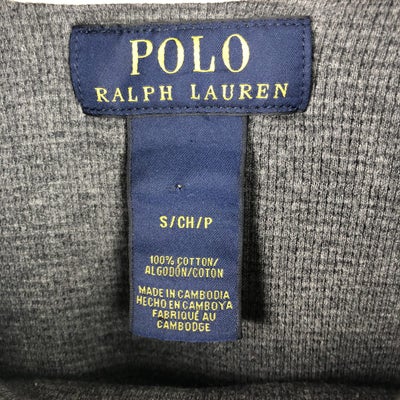 POLO
RALPH LAUREN
S/CH/P
100% COTTON/
ALGODÓN/COTON
MADE IN CAMBODIA
HECHO EN CAMBOYA
FABRIQUÉ AU
CAMBODGE